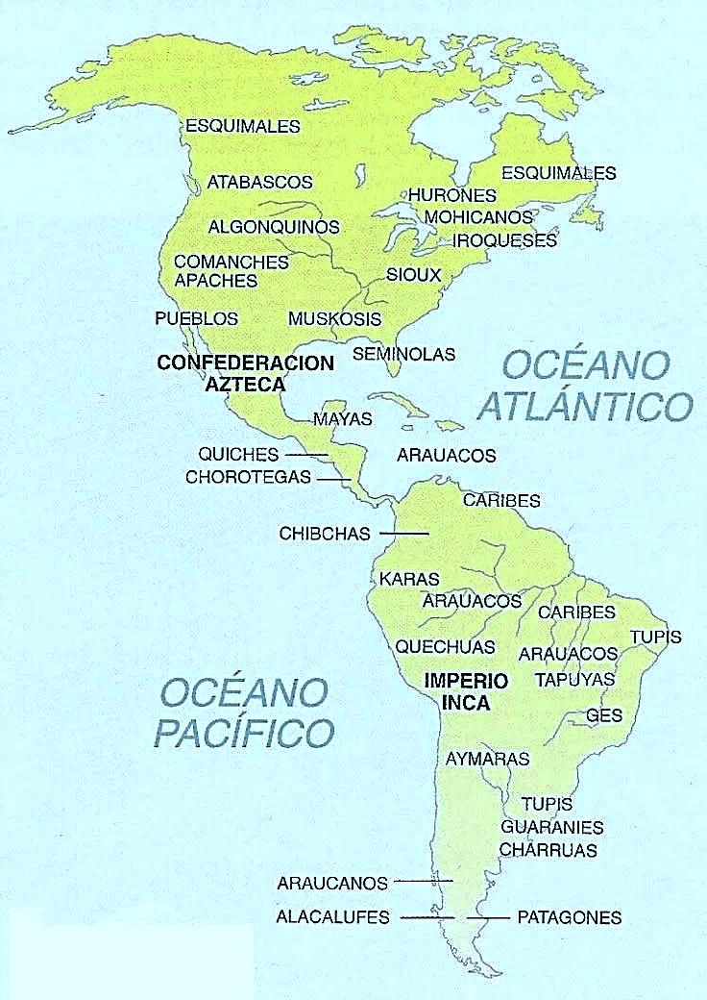 ESQUIMALES
ESQUIMALES
ATABASCOS
HURONES
MOHICANOS
ALGONQUINOS
IROQUESES
COMANCHES
APACHES
SIOUX
PUEBLOS
MUSKOSIS
SEMINOLAS
CONFEDERACION
AZTECA
OCÉANO
ATLÁNTICO
MAYAS
QUICHES
ARAUACOS
CHOROTEGAS
CARIBES
CHIBCHAS
KARAS
ARAUACOS
CARIBES
TUPIS
QUECHUAS
ARAUACOS
IMPERIO
INCA
TAPUYAS
OCÉANO
PACÍFICO
GES
AYMARAS
TUPIS
GUARANIES
CHARRUAS
ARAUCANOS
ALACALUFES
PATAGONES